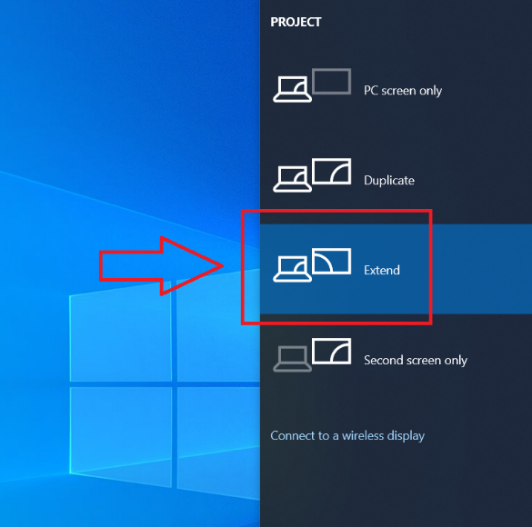 PROJECT
PC screen only
Duplicate
Extend
Second screen only
Connect to a wireless display